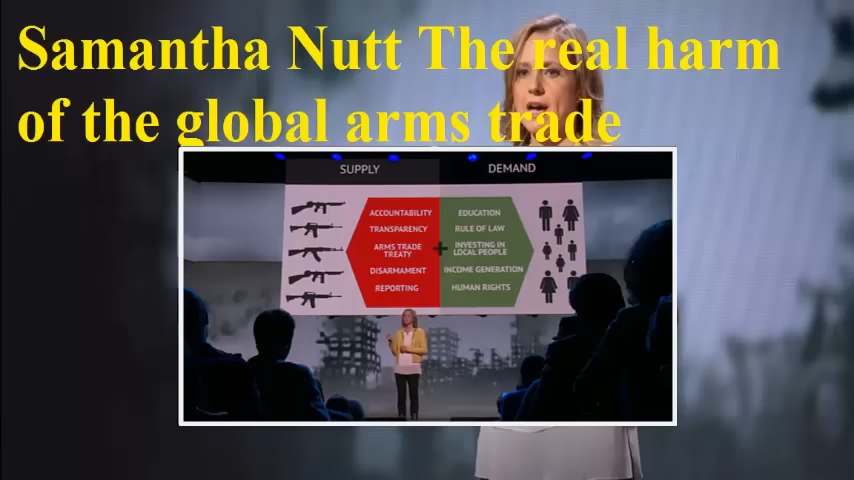 Samantha Nutt The real harm
of the global arms trade
SUPPLY
DEMAND
ACCOUNTABILITY
TRANSPARENCY
ARMS TRADE
TREATY
DISARMAMENT
REPORTING
+
EDUCATION
RULE OF LAW
INVESTING IN
LOCAL PEOPLE
INCOME GENERATION
HUMAN RIGHTS